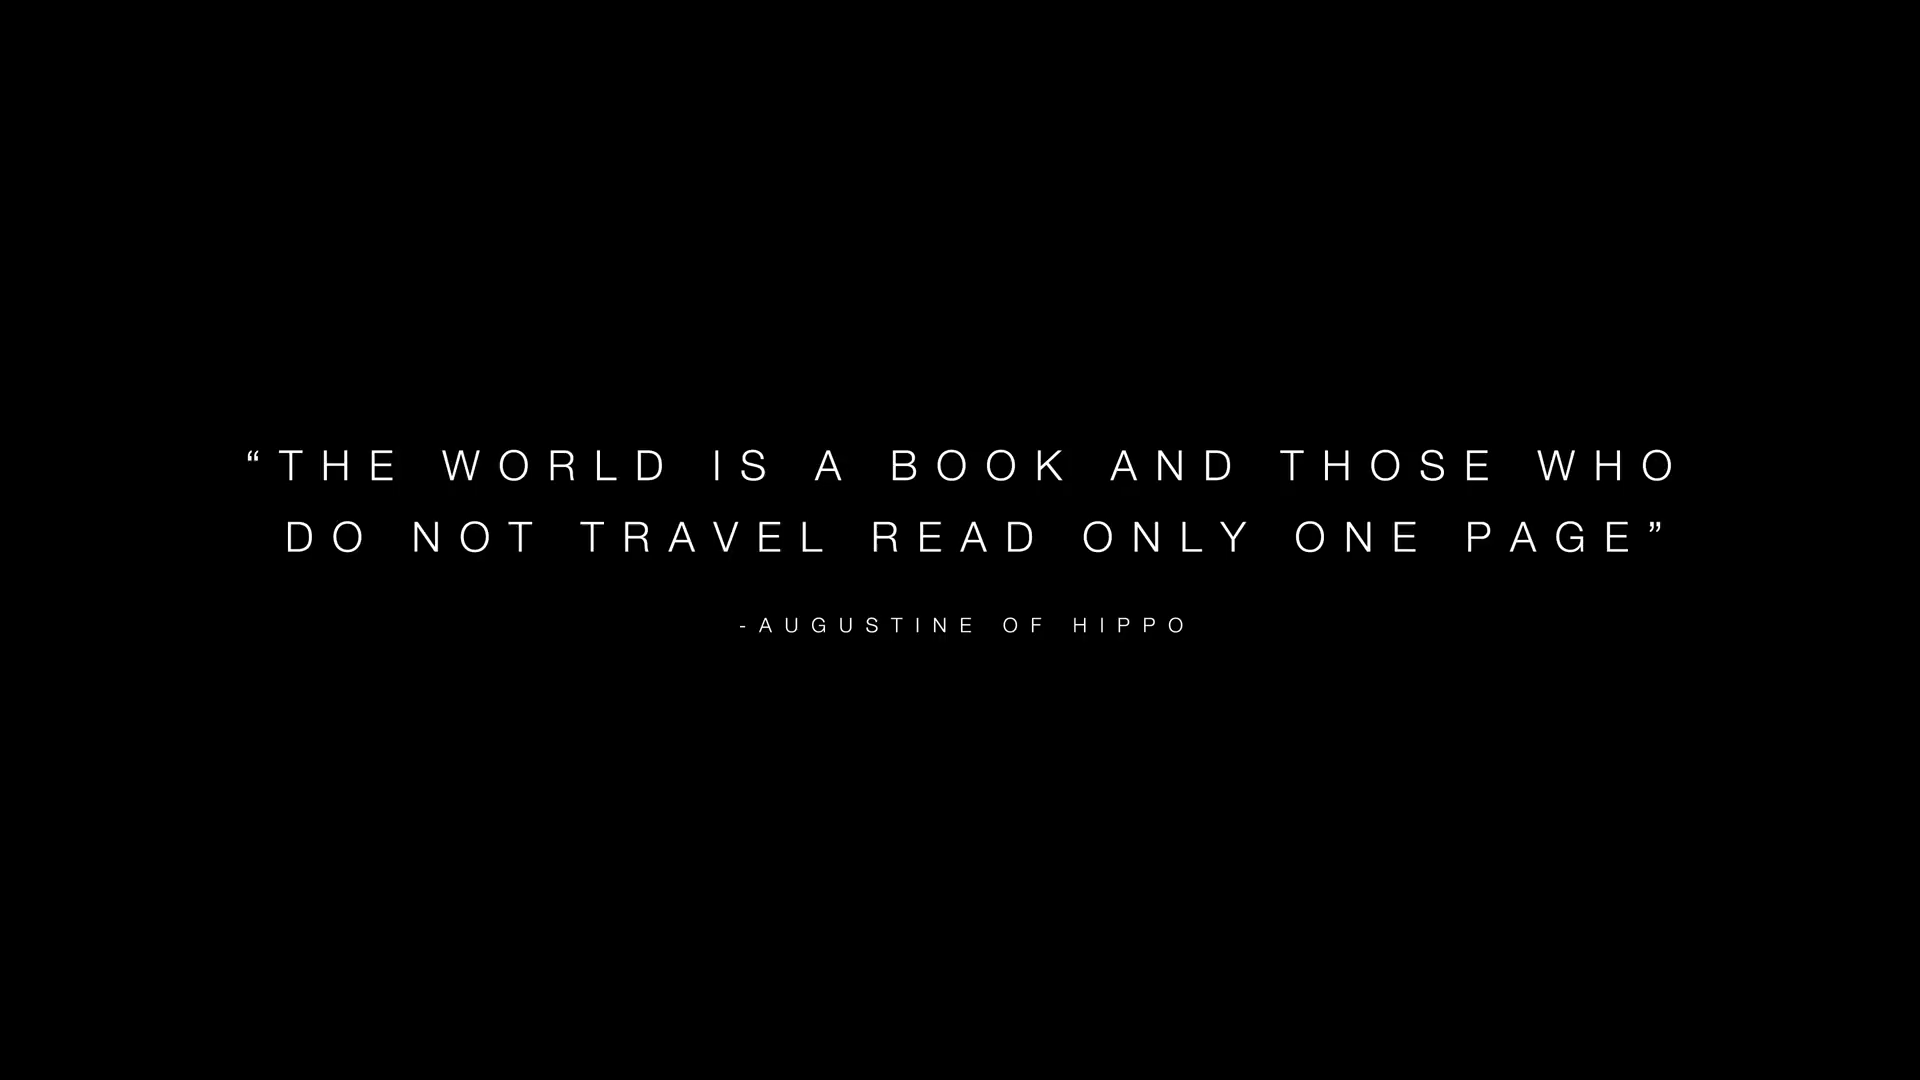 “THE WORLD IS A BOOK AND THOSE WHO
DO NOT TRAVEL READ ONLY ONE PAGE”
-AUGUSTINE OF HIPPO